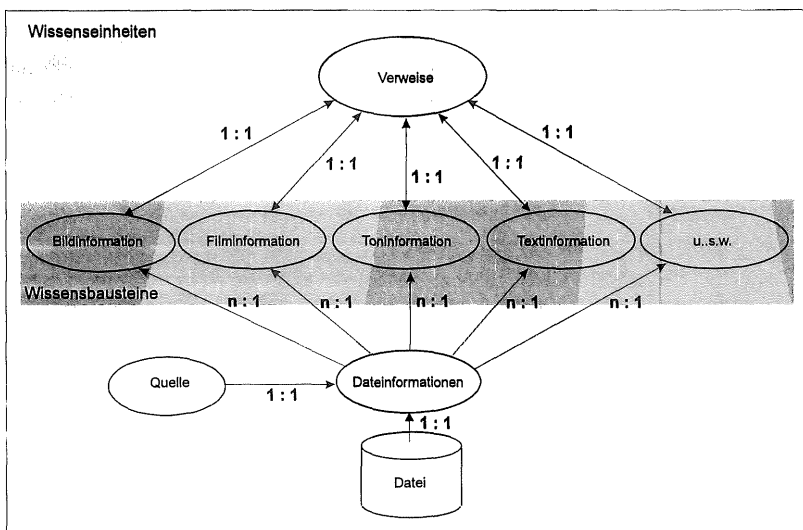 Wissenseinheiten
Verweise
1 : 1
1 : 1
1 : 1
1 : 1
1 : 1
Bildinformation
Filminformation
Toninformation
Textinformation
u..s.w.
Wissensbausteine
n : 1
n : 1
n : 1
n : 1
n : 1
Quelle
1 : 1
Dateinformationen
1 : 1
Datei